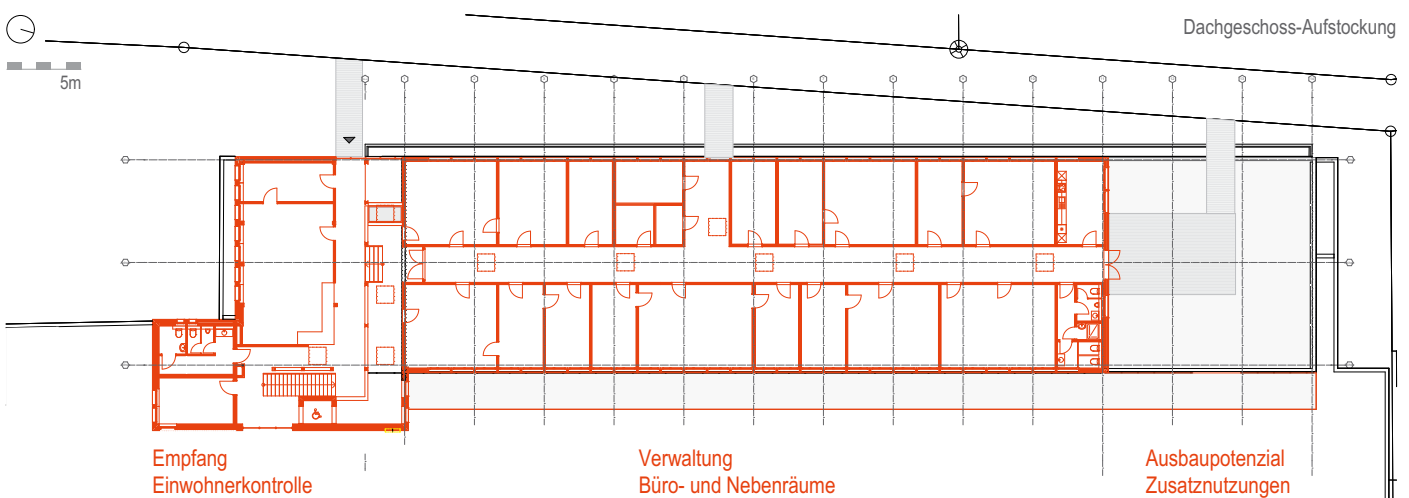 Dachgeschoss-Aufstockung
5m
Empfang
Einwohnerkontrolle
Verwaltung
Büro- und Nebenräume
Ausbaupotenzial
Zusatznutzungen